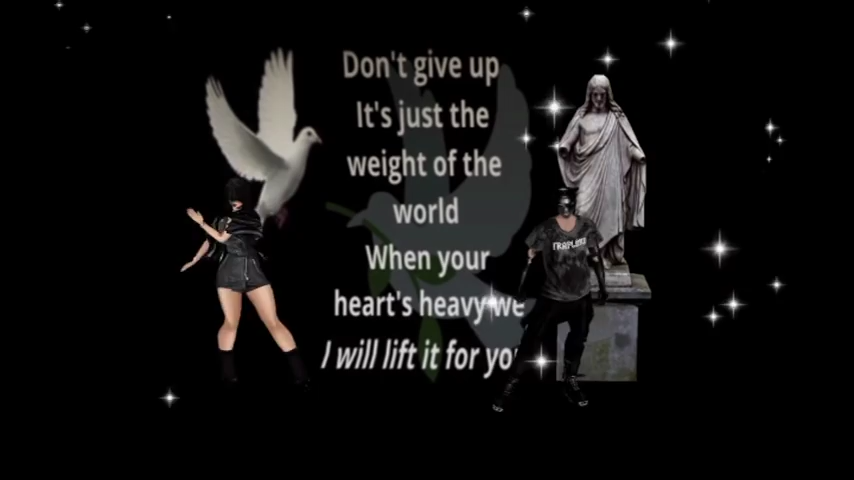 Don't give up
It's just the
weight of the
world
When your
heart's heavy we
I will lift it for